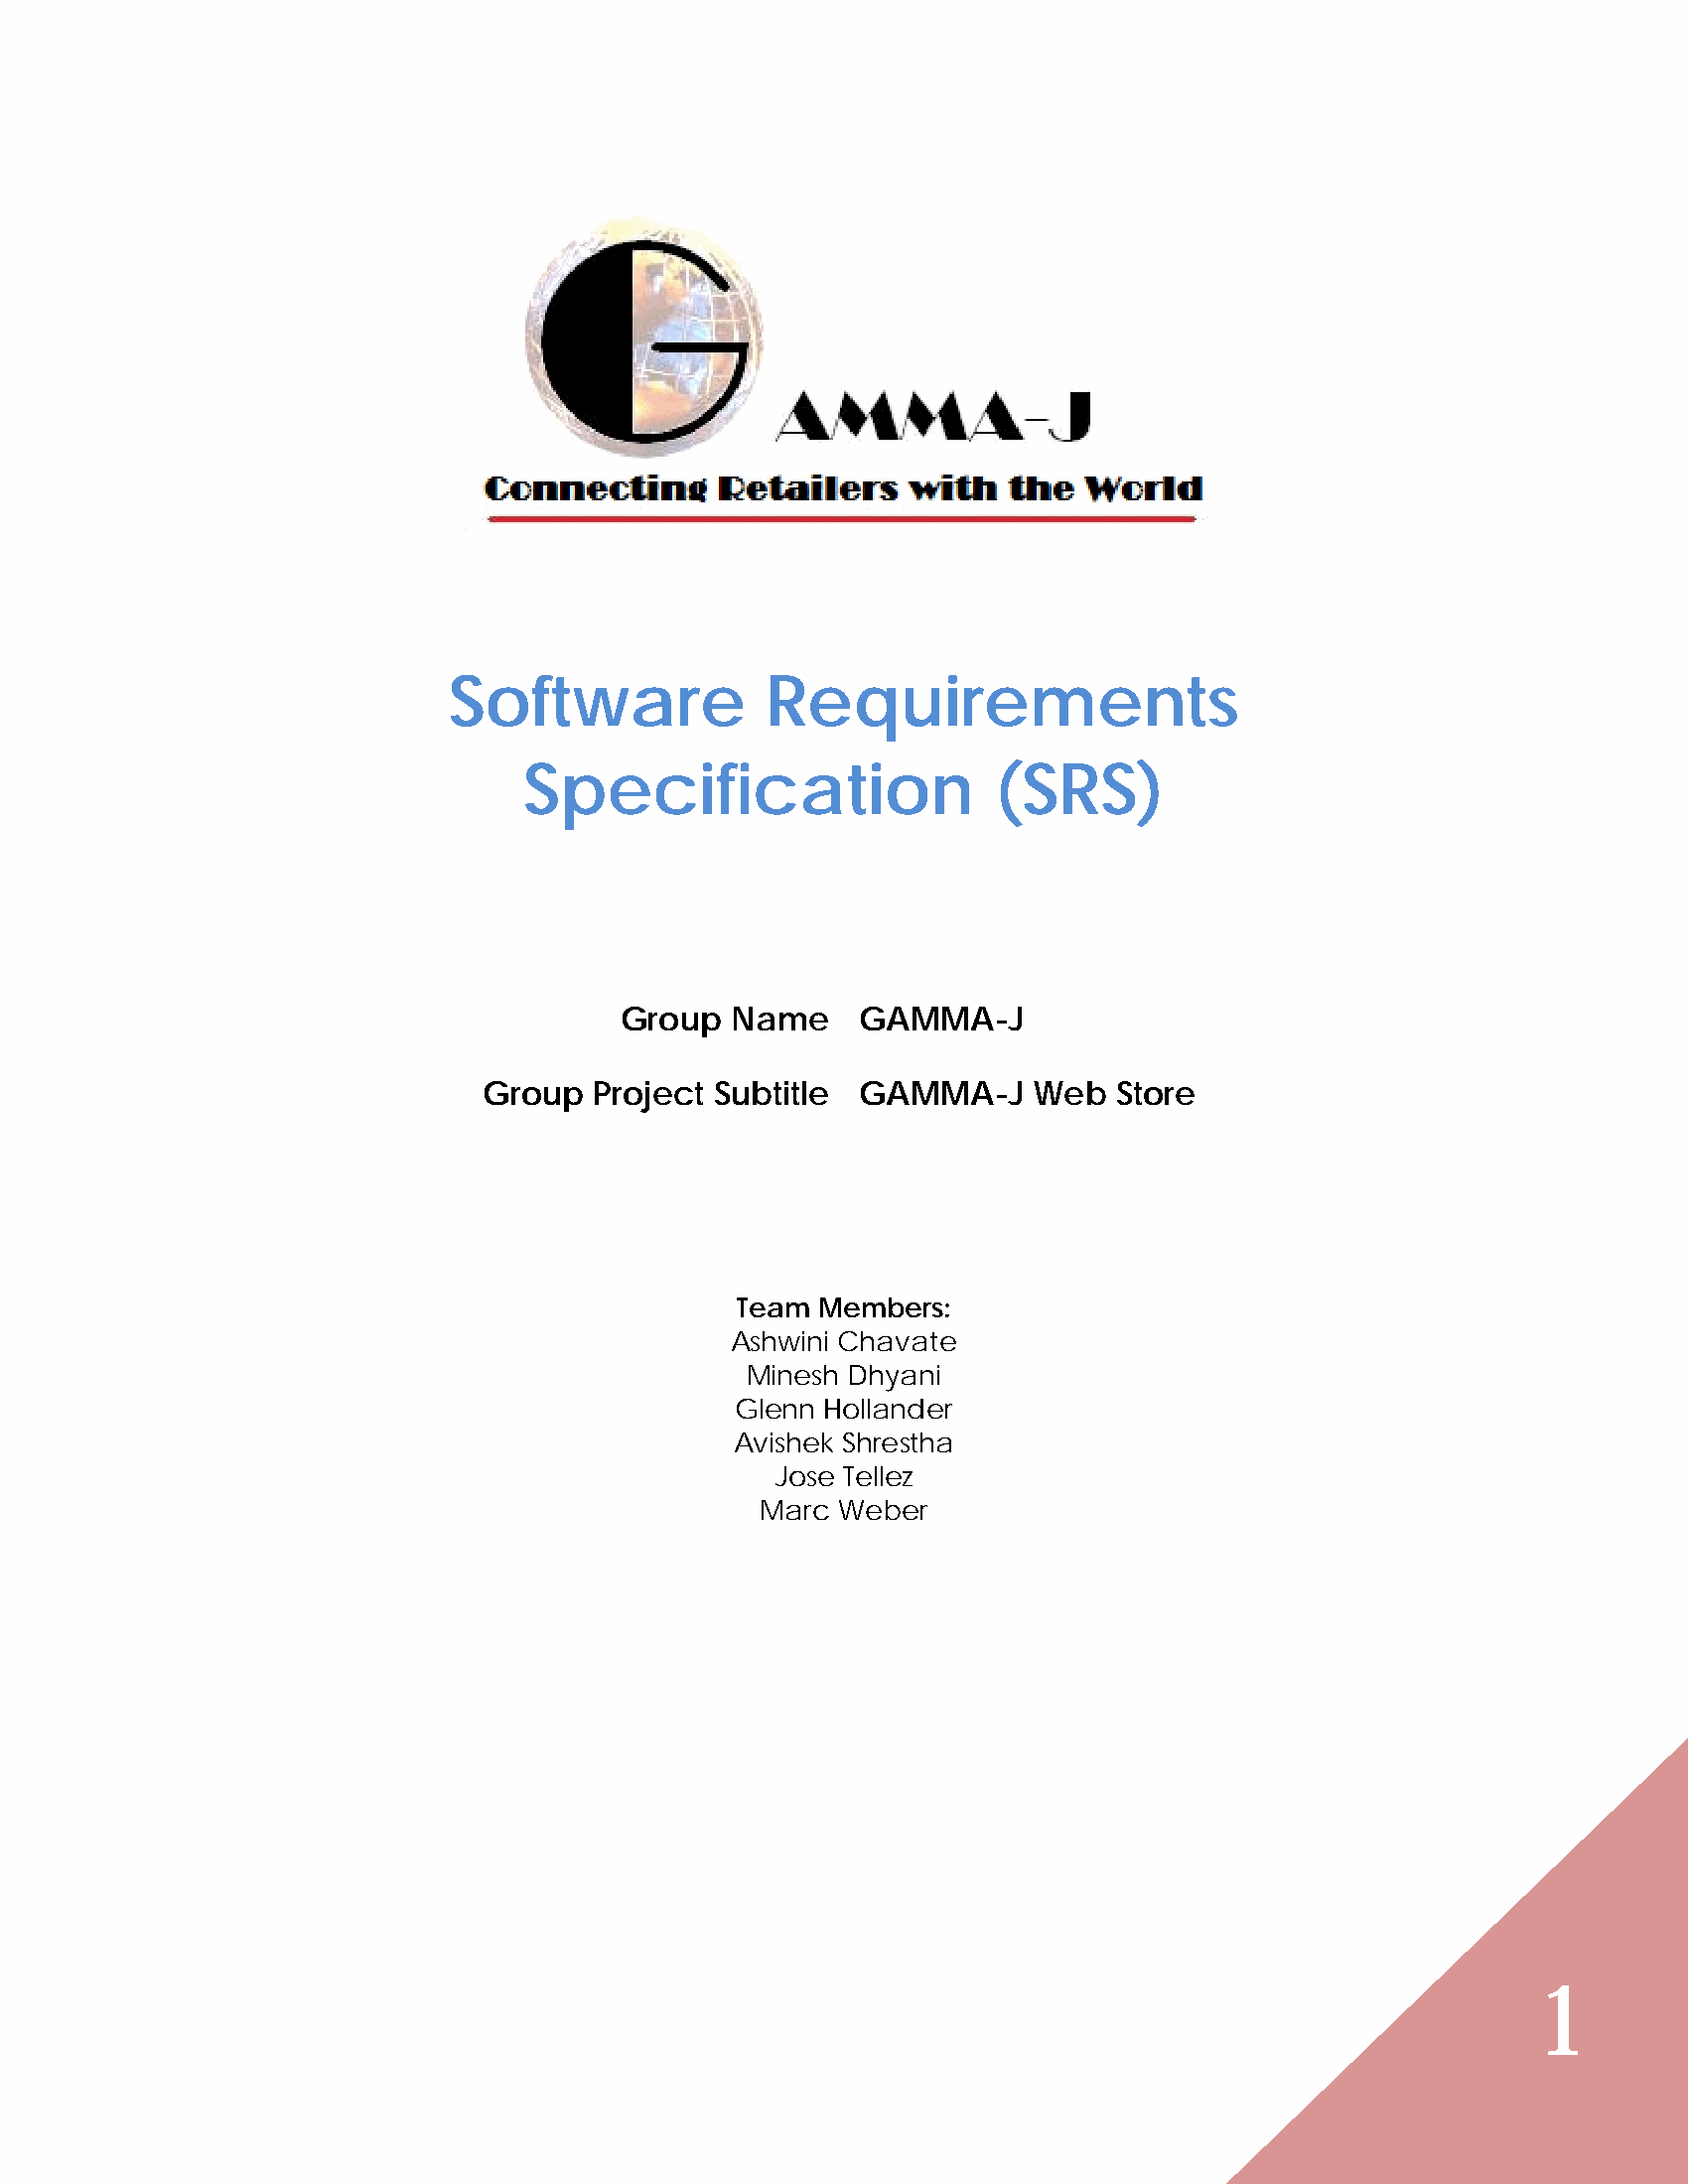 GAMMA-J
Connecting Retailers with the World
Software Requirements
Specification (SRS)
Group Name GAMMA-J
Group Project Subtitle GAMMA-J Web Store
Team Members:
Ashwini Chavate
Minesh Dhyani
Glenn Hollander
Avishek Shrestha
Jose Tellez
Marc Weber
1